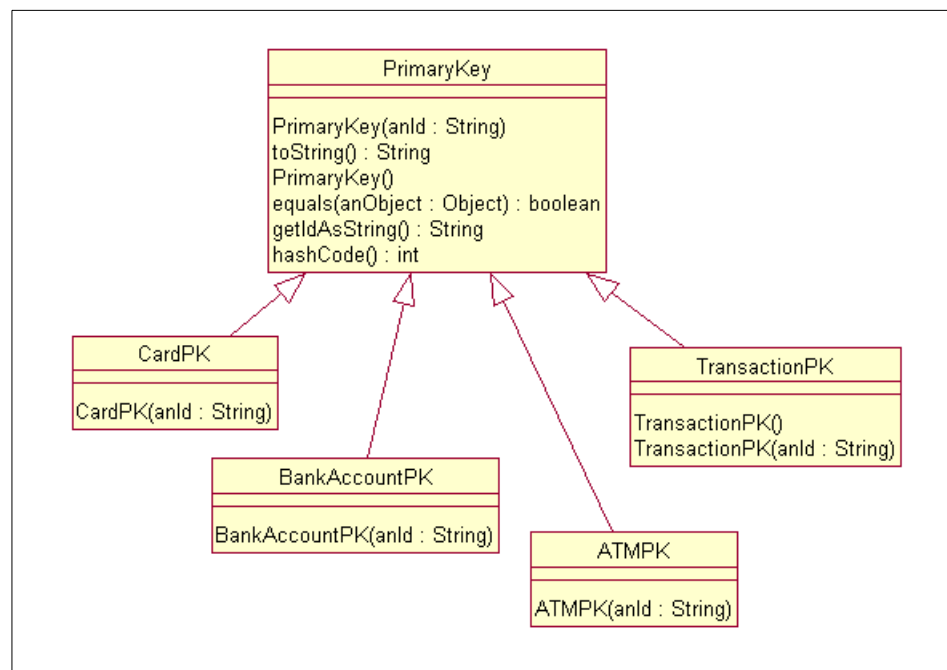 PrimaryKey
PrimaryKey(anId : String)
toString() : String
PrimaryKey()
equals(anObject : Object) : boolean
getIdAsString() : String
hashCode() : int
CardPK
CardPK(anId : String)
TransactionPK
TransactionPK()
TransactionPK(anId : String)
BankAccountPK
BankAccountPK(anId : String)
ATMPK
ATMPK(anId : String)